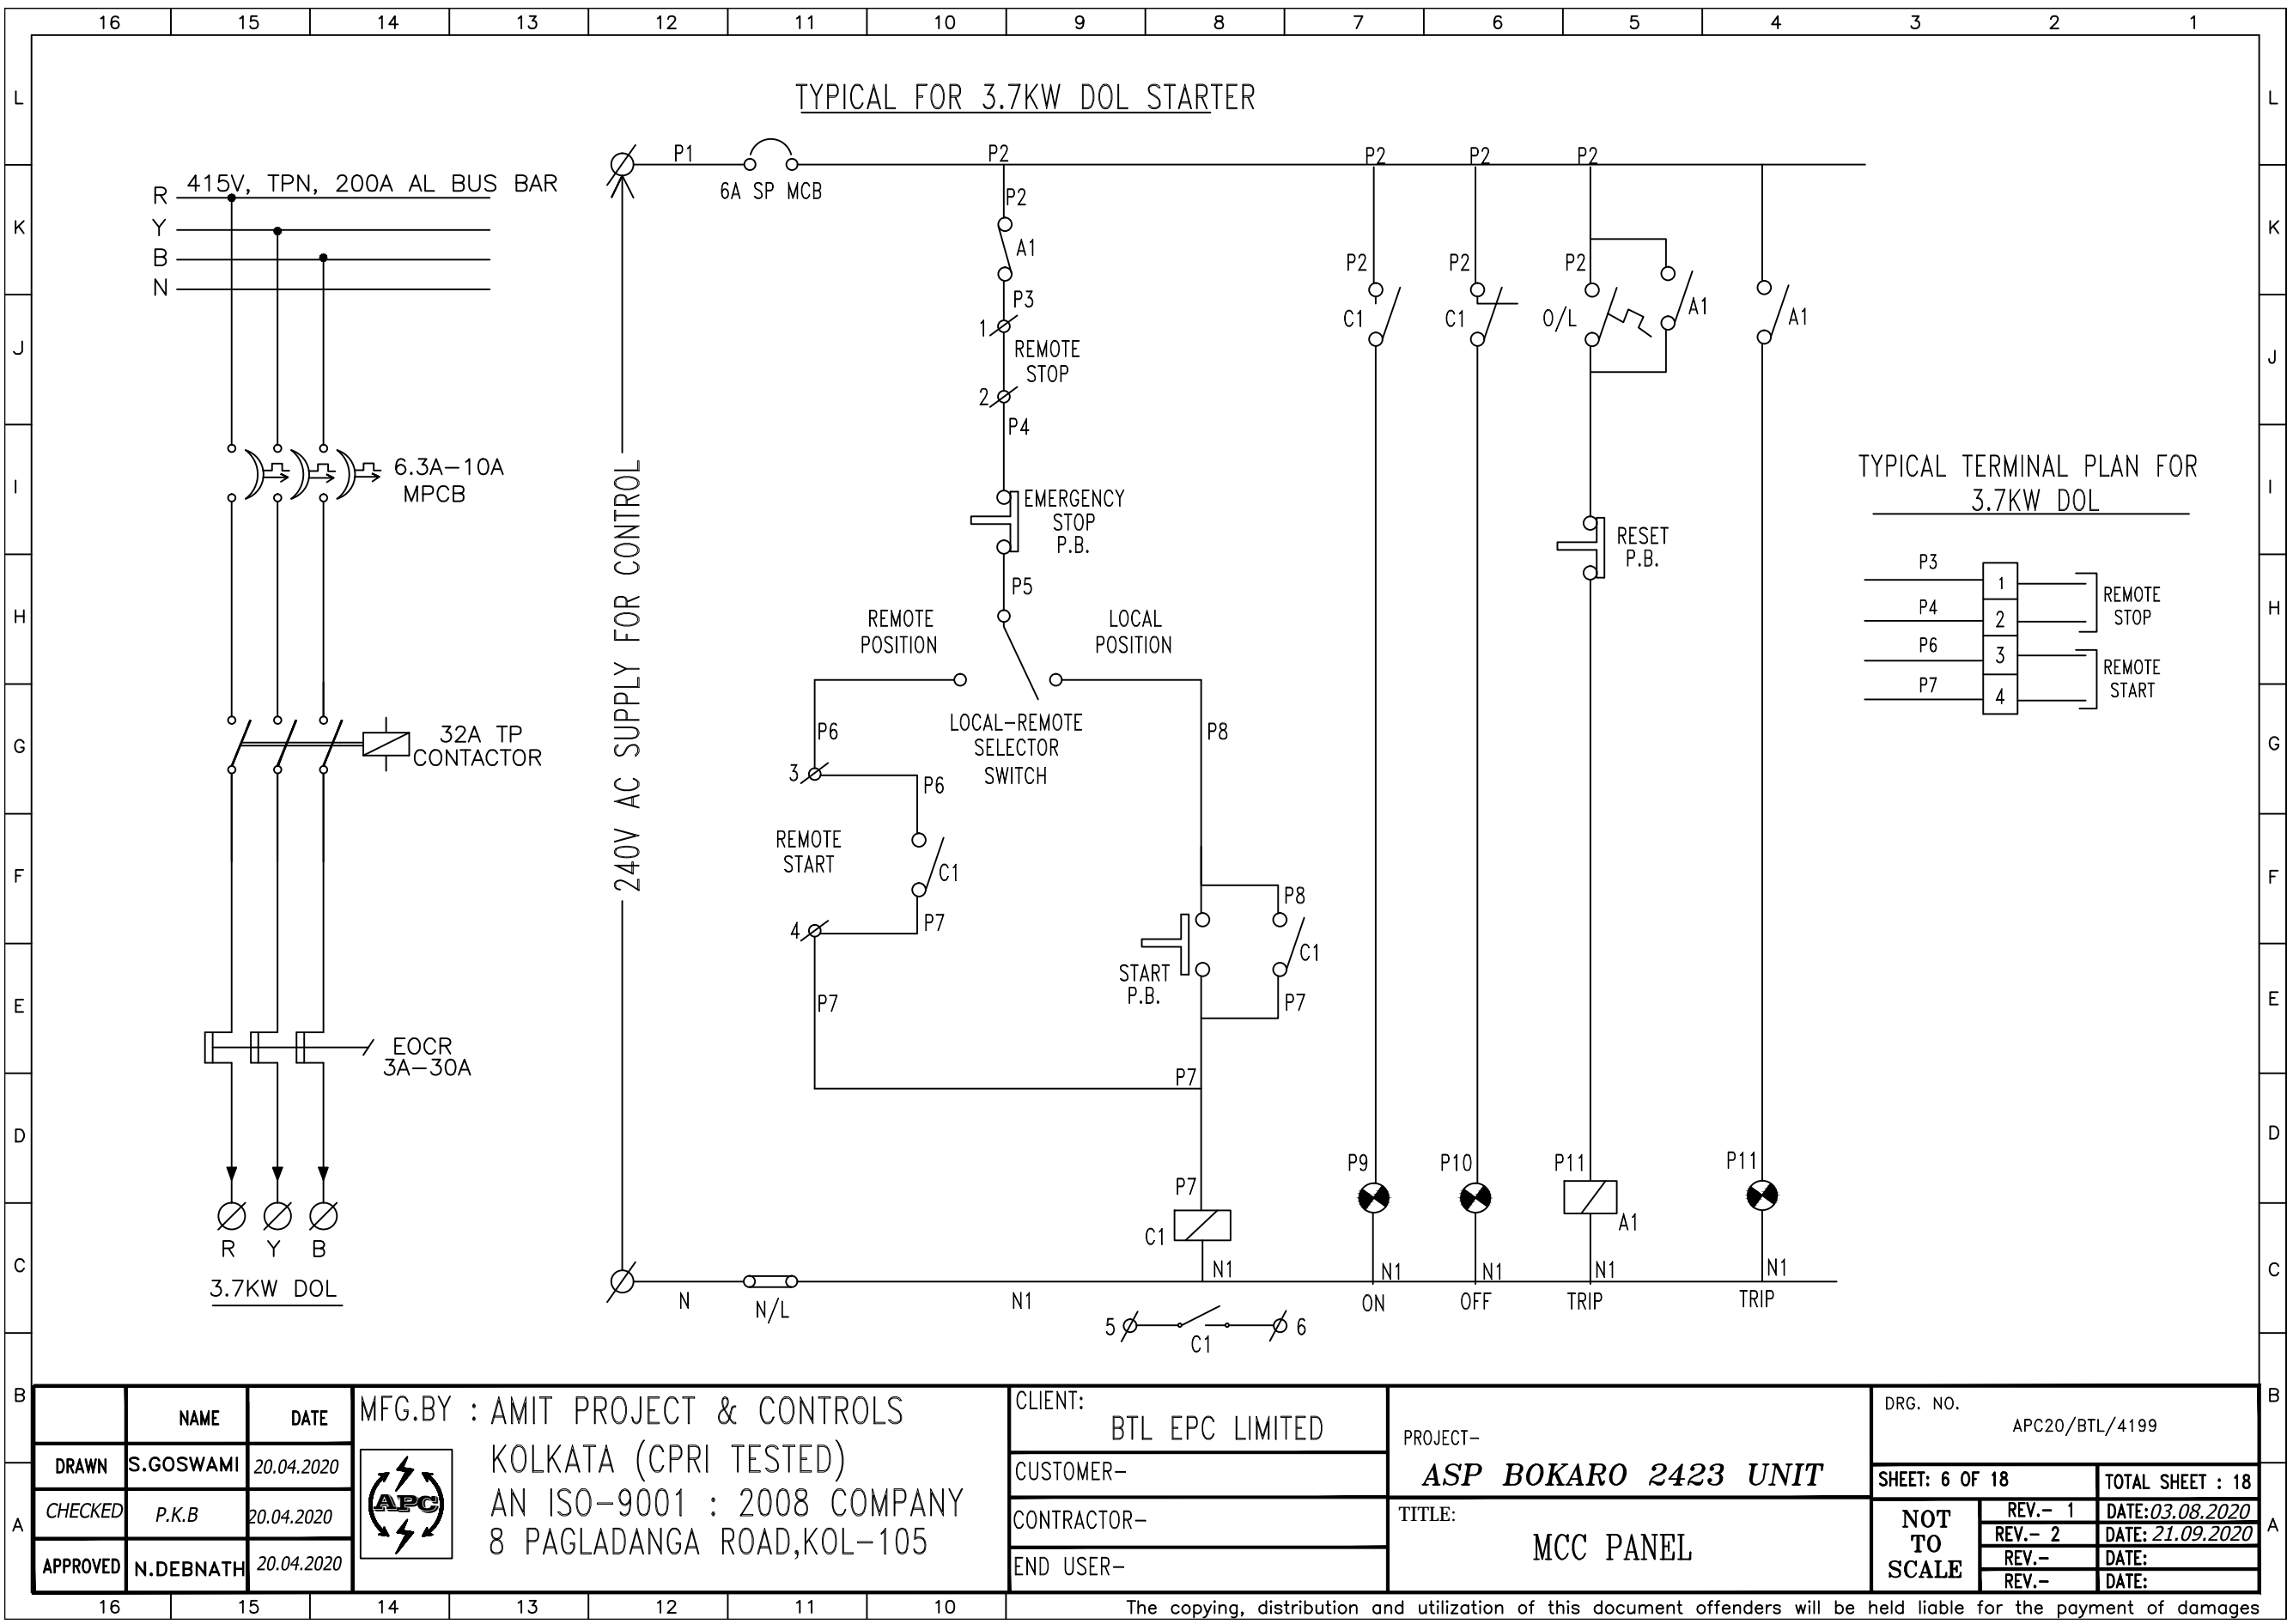 16 15 14 13 12 11 10 9 8 7 6 5 4 3 2 1
L L
K K
J J
I I
H H
G G
F F
E E
D D
C C
B B
A A
TYPICAL FOR 3.7KW DOL STARTER
415V, TPN, 200A AL BUS BAR
R
Y
B
N
6.3A-10A
MPCB
32A TP
CONTACTOR
EOCR
3A-30A
R Y B
3.7KW DOL
240V AC SUPPLY FOR CONTROL
P1
6A SP MCB
P2
P2
A1
P3
1
REMOTE
STOP
2
P4
EMERGENCY
STOP
P.B.
P5
REMOTE
POSITION
LOCAL
POSITION
LOCAL-REMOTE
SELECTOR
SWITCH
P6
3
P6
REMOTE
START
C1
4
P7
P7
P8
P8
START
P.B.
C1
P7
P7
P7
C1
N1
P2
P2
C1
P9
N1
ON
P2
P2
C1
P10
N1
OFF
P2
P2
O/L
A1
RESET
P.B.
P11
A1
N1
TRIP
A1
P11
N1
TRIP
N
N/L
N1
5 C1 6
TYPICAL TERMINAL PLAN FOR
3.7KW DOL
P3 1
P4 2
REMOTE
STOP
P6 3
P7 4
REMOTE
START
NAME DATE
DRAWN S.GOSWAMI 20.04.2020
CHECKED P.K.B 20.04.2020
APPROVED N.DEBNATH 20.04.2020
MFG.BY : AMIT PROJECT & CONTROLS
KOLKATA (CPRI TESTED)
AN ISO-9001 : 2008 COMPANY
8 PAGLADANGA ROAD,KOL-105
APC
CLIENT:
BTL EPC LIMITED
CUSTOMER-
CONTRACTOR-
END USER-
PROJECT-
ASP BOKARO 2423 UNIT
TITLE:
MCC PANEL
DRG. NO.
APC20/BTL/4199
SHEET: 6 OF 18 TOTAL SHEET : 18
NOT
TO
SCALE
REV.- 1 DATE:03.08.2020
REV.- 2 DATE: 21.09.2020
REV.- DATE:
REV.- DATE:
16 15 14 13 12 11 10
The copying, distribution and utilization of this document offenders will be held liable for the payment of damages